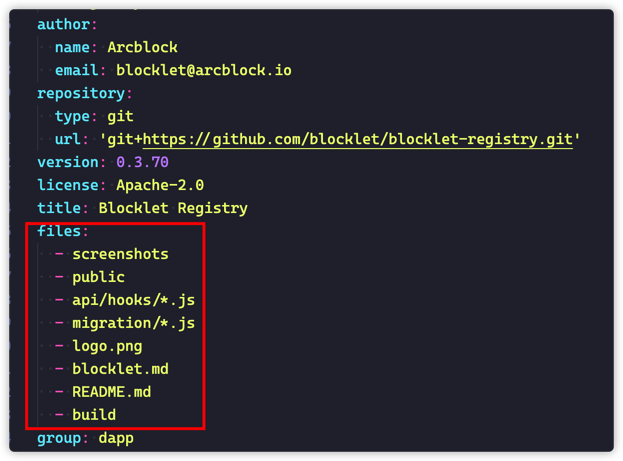 author:
name: Arcblock
email: blocklet@arcblock.io
repository:
type: git
url: 'git+https://github.com/blocklet/blocklet-registry.git'
version: 0.3.70
license: Apache-2.0
title: Blocklet Registry
files:
- screenshots
- public
- api/hooks/*.js
- migration/*.js
- logo.png
- blocklet.md
- README.md
- build
group: dapp